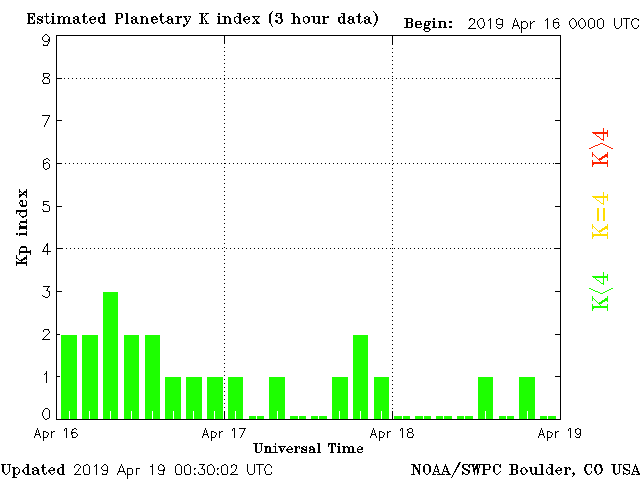 Estimated Planetary K index (3 hour data) Begin: 2019 Apr 16 0000 UTC
9
8
7
6
5
4
3
2
1
0
Kp index
K>4
K=4
K<4
Apr 16 Apr 17 Apr 18 Apr 19
Universal Time
Updated 2019 Apr 19 00:30:02 UTC NOAA/SWPC Boulder, CO USA